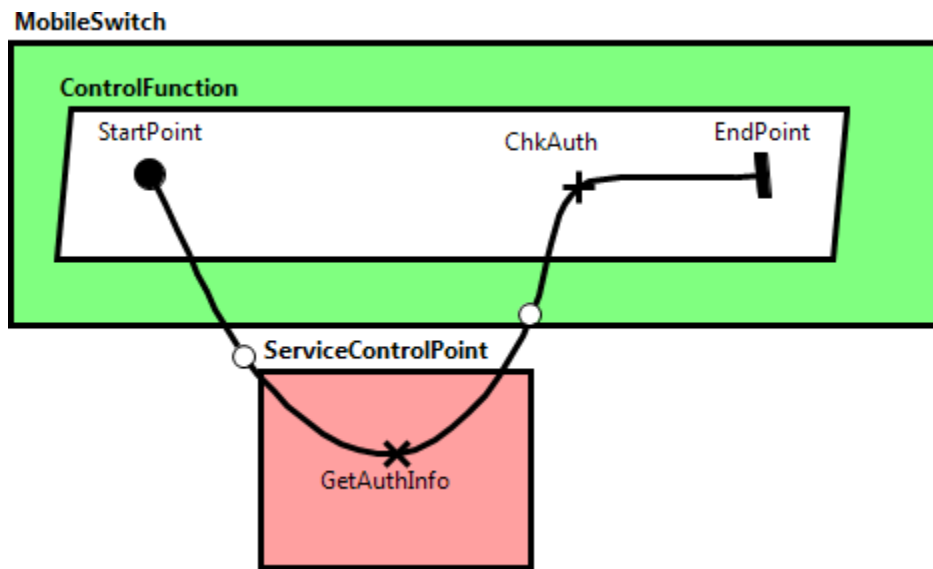 MobileSwitch
ControlFunction
StartPoint
ChkAuth
EndPoint
ServiceControlPoint
GetAuthInfo